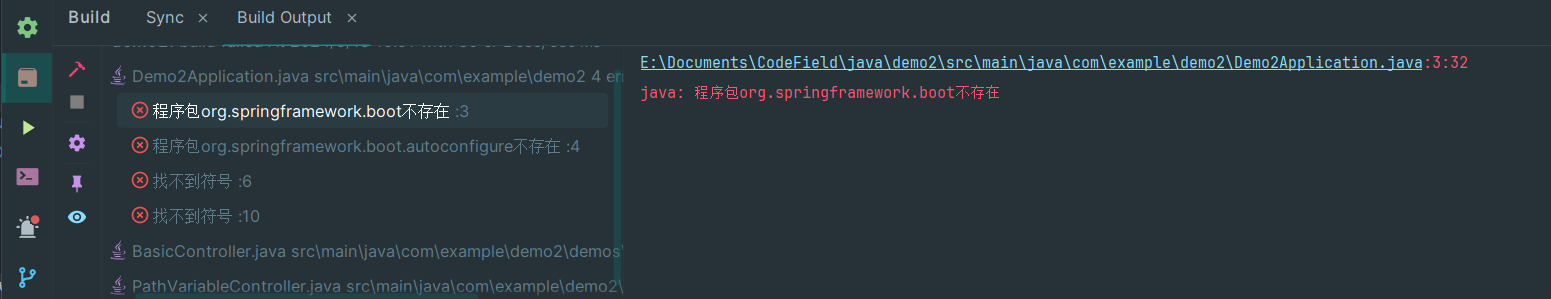 Build Sync × Build Output ×
Demo2Application.java src\main\java\com\example\demo2 4 err
程序包org.springframework.boot不存在 :3
程序包org.springframework.boot.autoconfigure不存在 :4
找不到符号 :6
找不到符号 :10
BasicController.java src\main\java\com\example\demo2\demos\
PathVariableController.java src\main\java\com\example\demo2\
E:\Documents\CodeField\java\demo2\src\main\java\com\example\demo2\Demo2Application.java:3:32
java: 程序包org.springframework.boot不存在